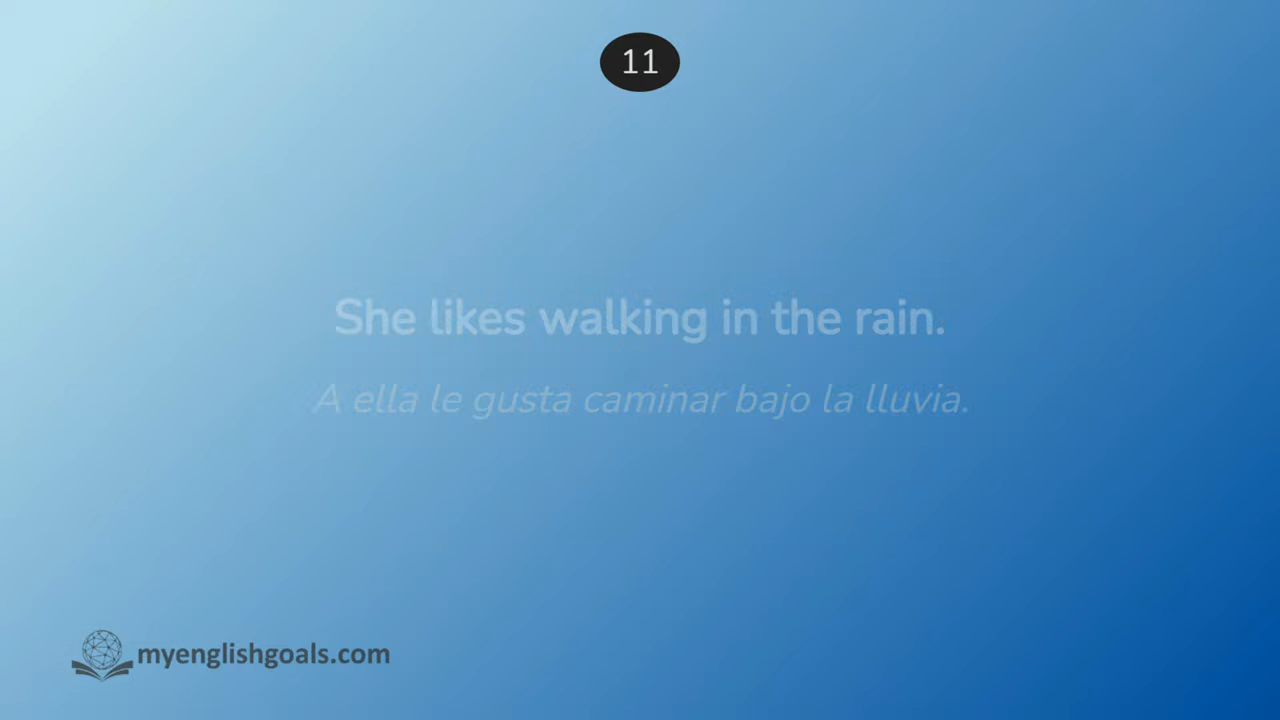 11
She likes walking in the rain.
A ella le gusta caminar bajo la lluvia.
myenglishgoals.com